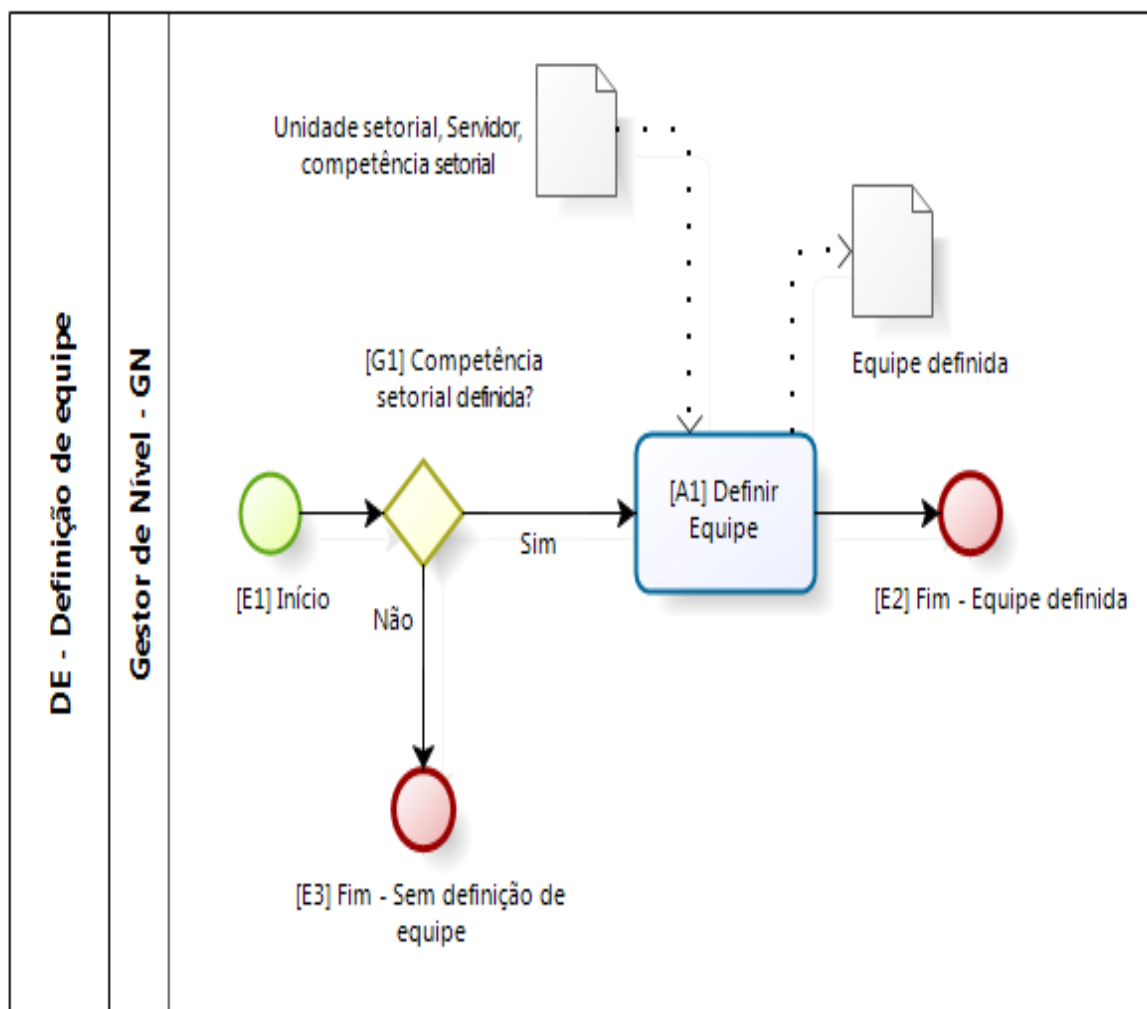 DE - Definição de equipe
Gestor de Nível - GN
Unidade setorial, Servidor,
competência setorial
Equipe definida
[G1] Competência
setorial definida?
[A1] Definir
Equipe
Sim
[E1] Início
[E2] Fim - Equipe definida
Não
[E3] Fim - Sem definição de
equipe